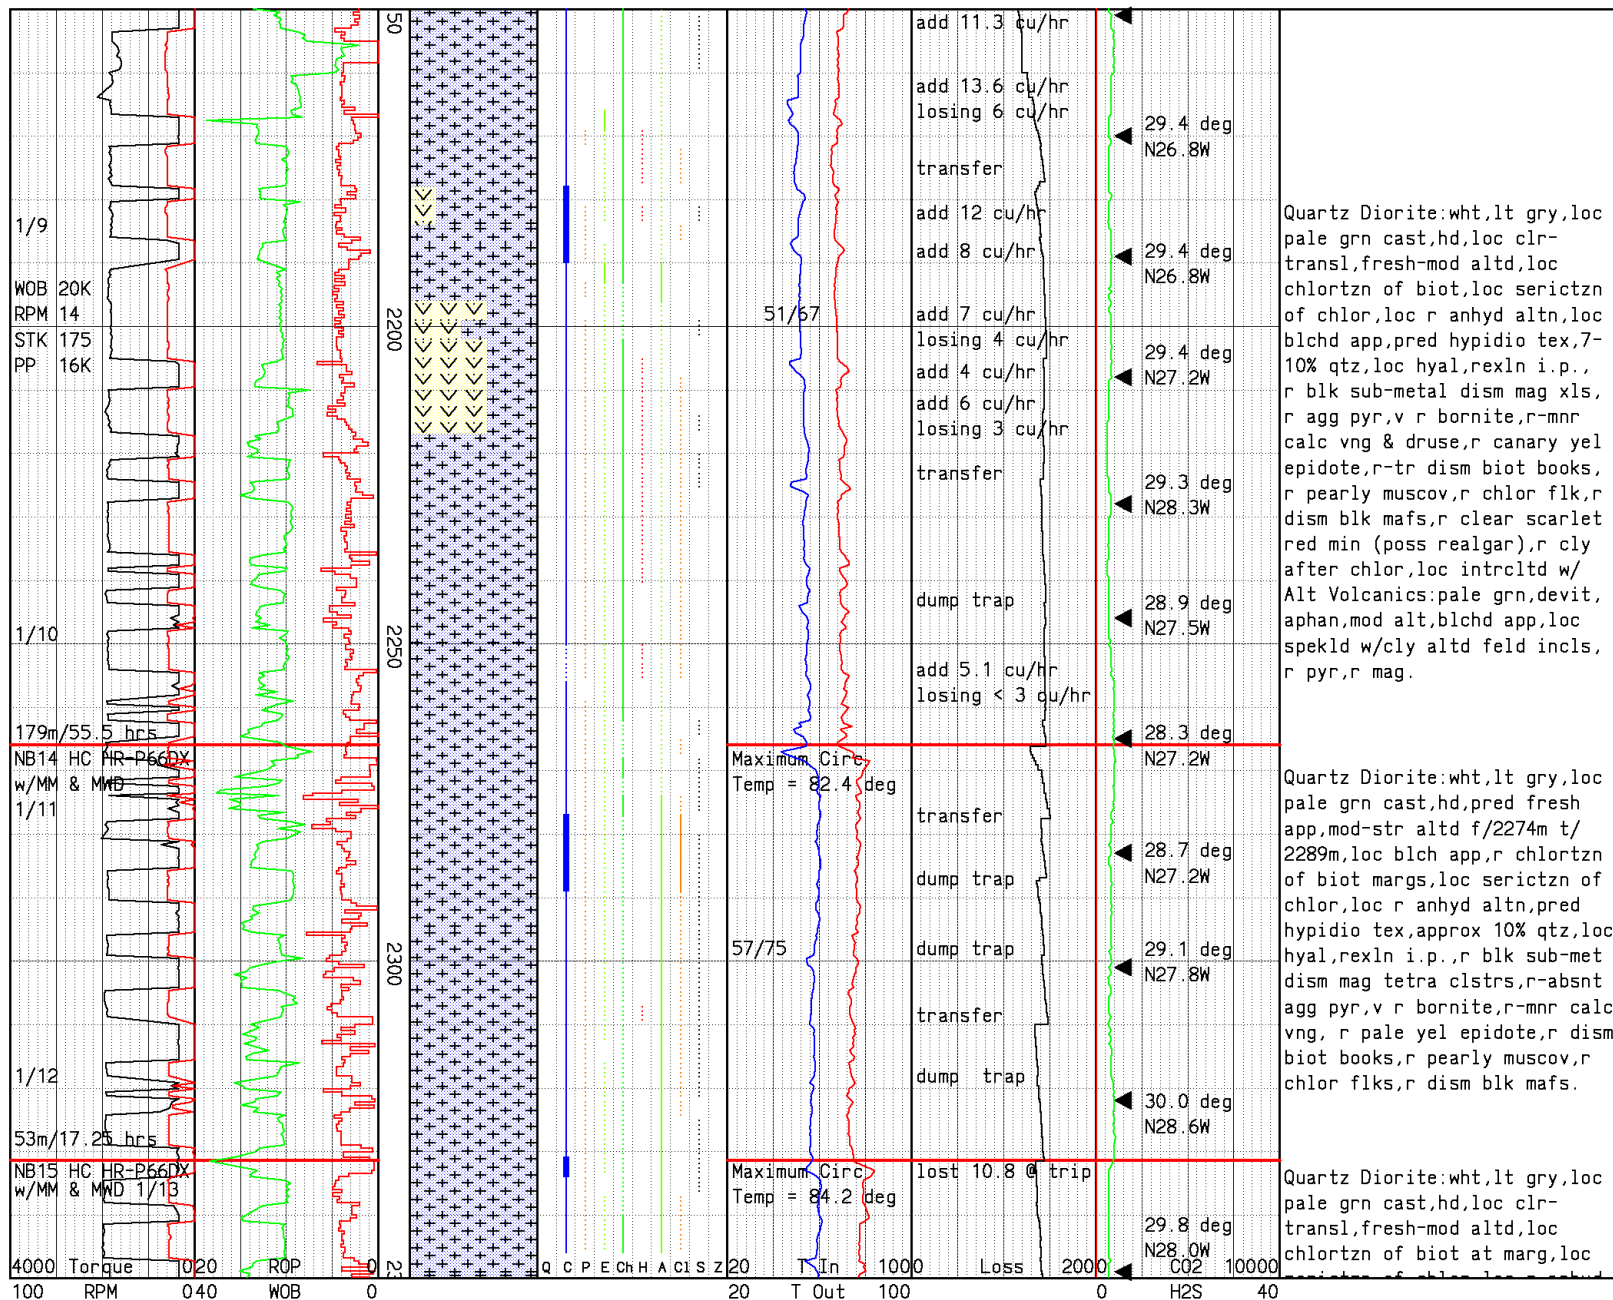 50
1/9
WOB 20K
RPM 14
STK 175
PP 16K
1/10
179m/55.5 hrs
NB14 HC HR-P66DX
w/MM & MWD
1/11
1/12
53m/17.25 hrs
NB15 HC HR-P66DX
w/MM & MWD 1/13
2200
2250
2300
51/67
Maximum Circ
Temp = 82.4 deg
57/75
Maximum Circ
Temp = 84.2 deg
add 11.3 cu/hr
add 13.6 cu/hr
losing 6 cu/hr
transfer
add 12 cu/hr
add 8 cu/hr
add 7 cu/hr
losing 4 cu/hr
add 4 cu/hr
add 6 cu/hr
losing 3 cu/hr
transfer
dump trap
add 5.1 cu/hr
losing < 3 cu/hr
transfer
dump trap
dump trap
transfer
dump trap
lost 10.8 @ trip
29.4 deg
N26.8W
29.4 deg
N26.8W
29.4 deg
N27.2W
29.3 deg
N28.3W
28.9 deg
N27.5W
28.3 deg
N27.2W
28.7 deg
N27.2W
29.1 deg
N27.8W
30.0 deg
N28.6W
29.8 deg
N28.0W
Quartz Diorite:wht,lt gry,loc
pale grn cast,hd,loc clr-
transl,fresh-mod altd,loc
chlortzn of biot,loc serictzn
of chlor,loc r anhyd altn,loc
blchd app,pred hypidio tex,7-
10% qtz,loc hyal,rexln i.p.,
r blk sub-metal dism mag xls,
r agg pyr,v r bornite,r-mnr
calc vng & druse,r canary yel
epidote,r-tr dism biot books,
r pearly muscov,r chlor flk,r
dism blk mafs,r clear scarlet
red min (poss realgar),r cly
after chlor,loc intrcltd w/
Alt Volcanics:pale grn,devit,
aphan,mod alt,blchd app,loc
spekld w/cly altd feld incls,
r pyr,r mag.
Quartz Diorite:wht,lt gry,loc
pale grn cast,hd,pred fresh
app,mod-str altd f/2274m t/
2289m,loc blch app,r chlortzn
of biot margs,loc serictzn of
chlor,loc r anhyd altn,pred
hypidio tex,approx 10% qtz,loc
hyal,rexln i.p.,r blk sub-met
dism mag tetra clstrs,r-absnt
agg pyr,v r bornite,r-mnr calc
vng, r pale yel epidote,r dism
biot books,r pearly muscov,r
chlor flks,r dism blk mafs.
Quartz Diorite:wht,lt gry,loc
pale grn cast,hd,loc clr-
transl,fresh-mod altd,loc
chlortzn of biot at marg,loc
4000 Torque 0 20 ROP 0 Q C P E Ch H A Cl S Z 20 T In 100 0 Loss 2000 0 CO2 10000
100 RPM 0 40 WOB 0 20 T Out 100 0 H2S 40